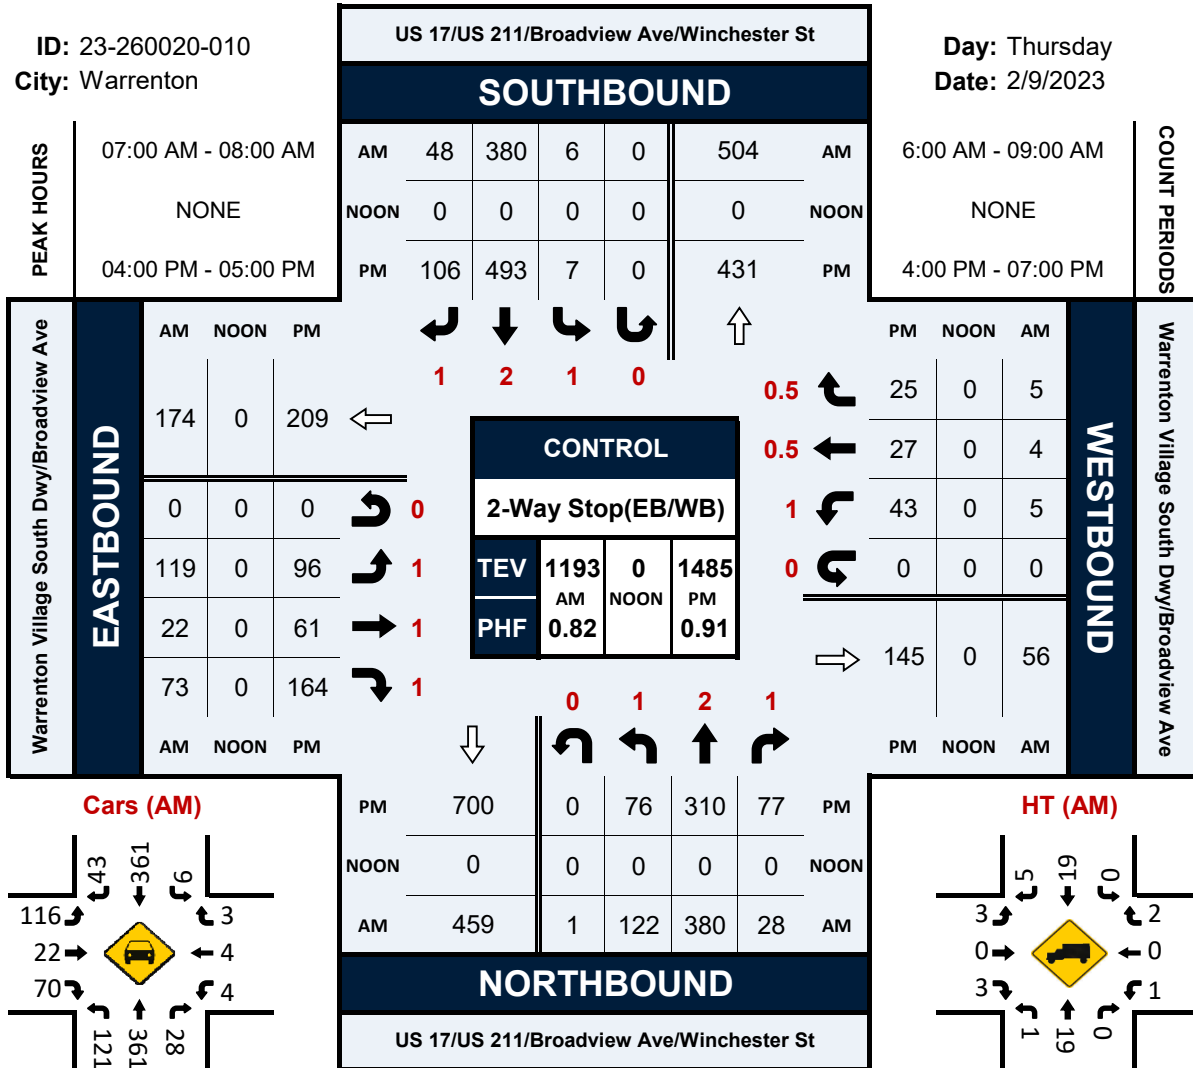 US 17/US 211/Broadview Ave/Winchester St
ID: 23-260020-010
City: Warrenton
Day: Thursday
Date: 2/9/2023
SOUTHBOUND
PEAK HOURS
07:00 AM - 08:00 AM
NONE
04:00 PM - 05:00 PM
AM 48 380 6 0 504 AM
NOON 0 0 0 0 0 NOON
PM 106 493 7 0 431 PM
1 2 1 0
6:00 AM - 09:00 AM
NONE
4:00 PM - 07:00 PM
COUNT PERIODS
Warrenton Village South Dwy/Broadview Ave
EASTBOUND
AM NOON PM
174 0 209
0 0 0 0
119 0 96 1
22 0 61 1
73 0 164 1
AM NOON PM
CONTROL
2-Way Stop(EB/WB)
TEV 1193 0 1485
AM NOON PM
PHF 0.82 0.91
PM NOON AM
0.5 25 0 5
0.5 27 0 4
1 43 0 5
0 0 0 0
145 0 56
PM NOON AM
WESTBOUND
Warrenton Village South Dwy/Broadview Ave
0 1 2 1
PM 700 0 76 310 77 PM
NOON 0 0 0 0 0 NOON
AM 459 1 122 380 28 AM
NORTHBOUND
US 17/US 211/Broadview Ave/Winchester St
Cars (AM)
43 361 6
116 3
22 4
70 4
121 361 28
HT (AM)
5 19 0
3 2
0 0
3 1
1 19 0